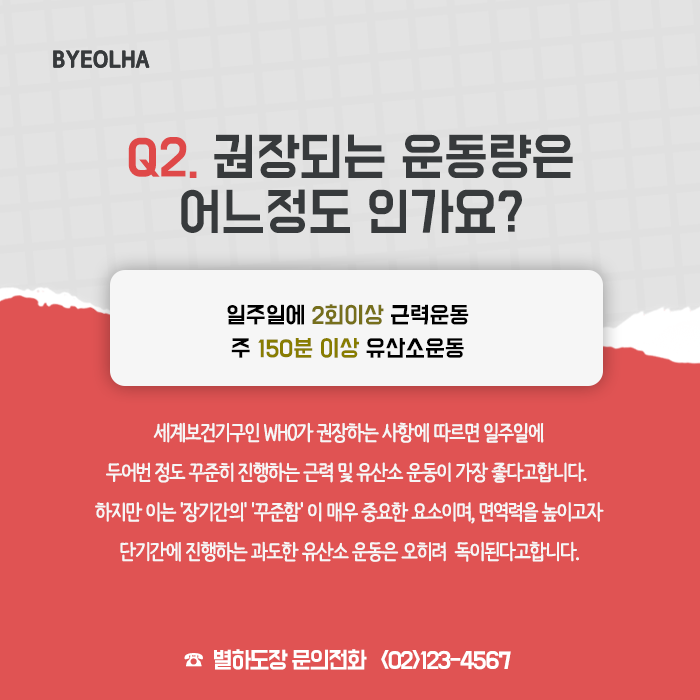 BYEOLHA
Q2. 권장되는 운동량은
어느정도 인가요?
일주일에 2회이상 근력운동
주 150분 이상 유산소운동
세계보건기구인 WHO가 권장하는 사항에 따르면 일주일에
두어번 정도 꾸준히 진행하는 근력 및 유산소 운동이 가장 좋다고합니다.
하지만 이는 '장기간의' '꾸준함' 이 매우 중요한 요소이며, 면역력을 높이고자
단기간에 진행하는 과도한 유산소 운동은 오히려 독이된다고합니다.
☎ 별하도장 문의전화 <02>123-4567